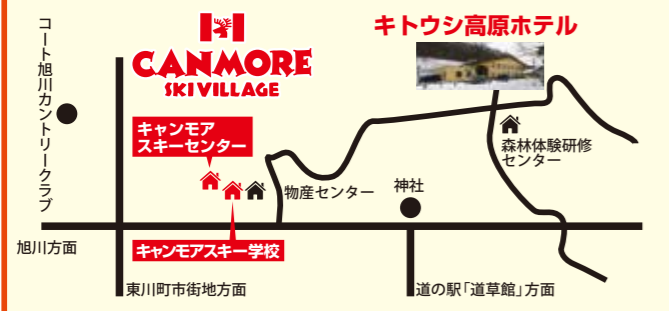 キトウシ高原ホテル
CANMORE
SKI VILLAGE
コート旭川カントリークラブ
キャンモア
スキーセンター
森林体験研修
センター
物産センター
神社
旭川方面
キャンモアスキー学校
東川町市街地方面
道の駅「道草館」方面